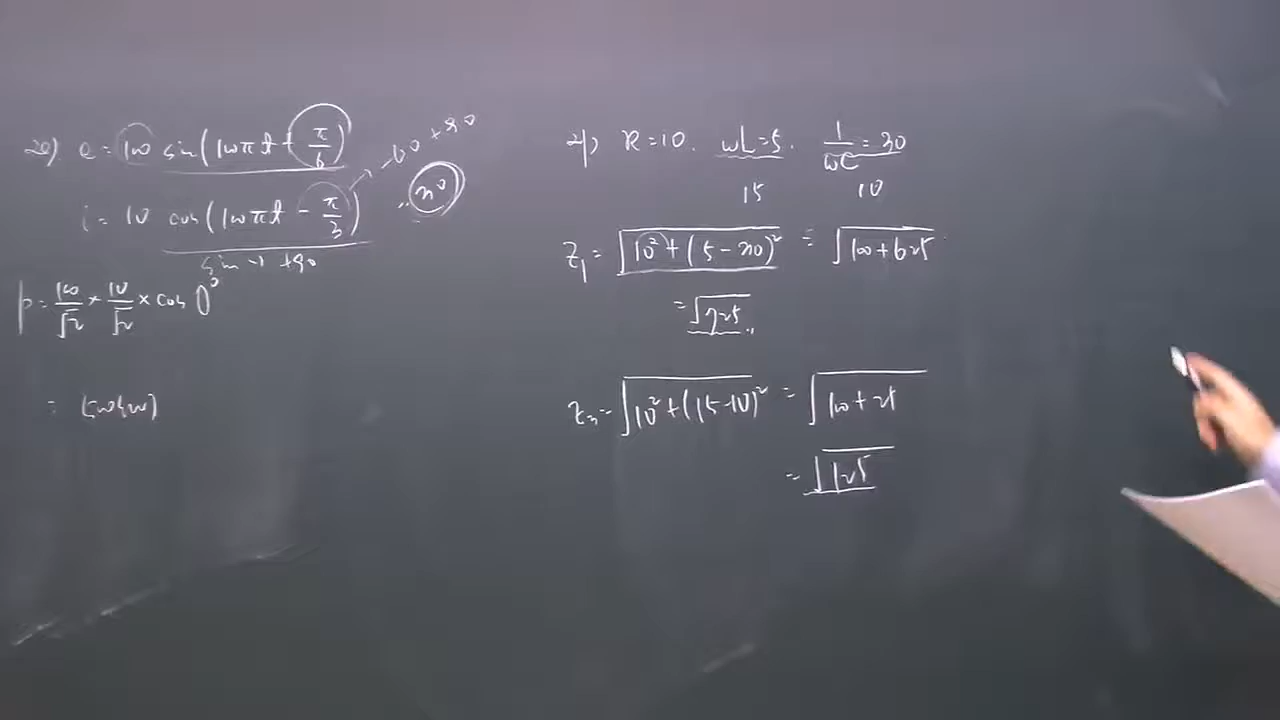 20) e = 100 sin(100πt + π/6)
-60 + 90
i = 10 cos(100πt - π/3)
30
sin → +90
p = 100/√2 × 10/√2 × cos 0°
= 500(W)
21) R=10. ωL=5. 1/ωC = 30
15 10
Z₁ = √(10² + (5-30)²) = √(100+625)
= √725
Z₂ = √(10² + (15-10)²) = √(100+25)
= √125